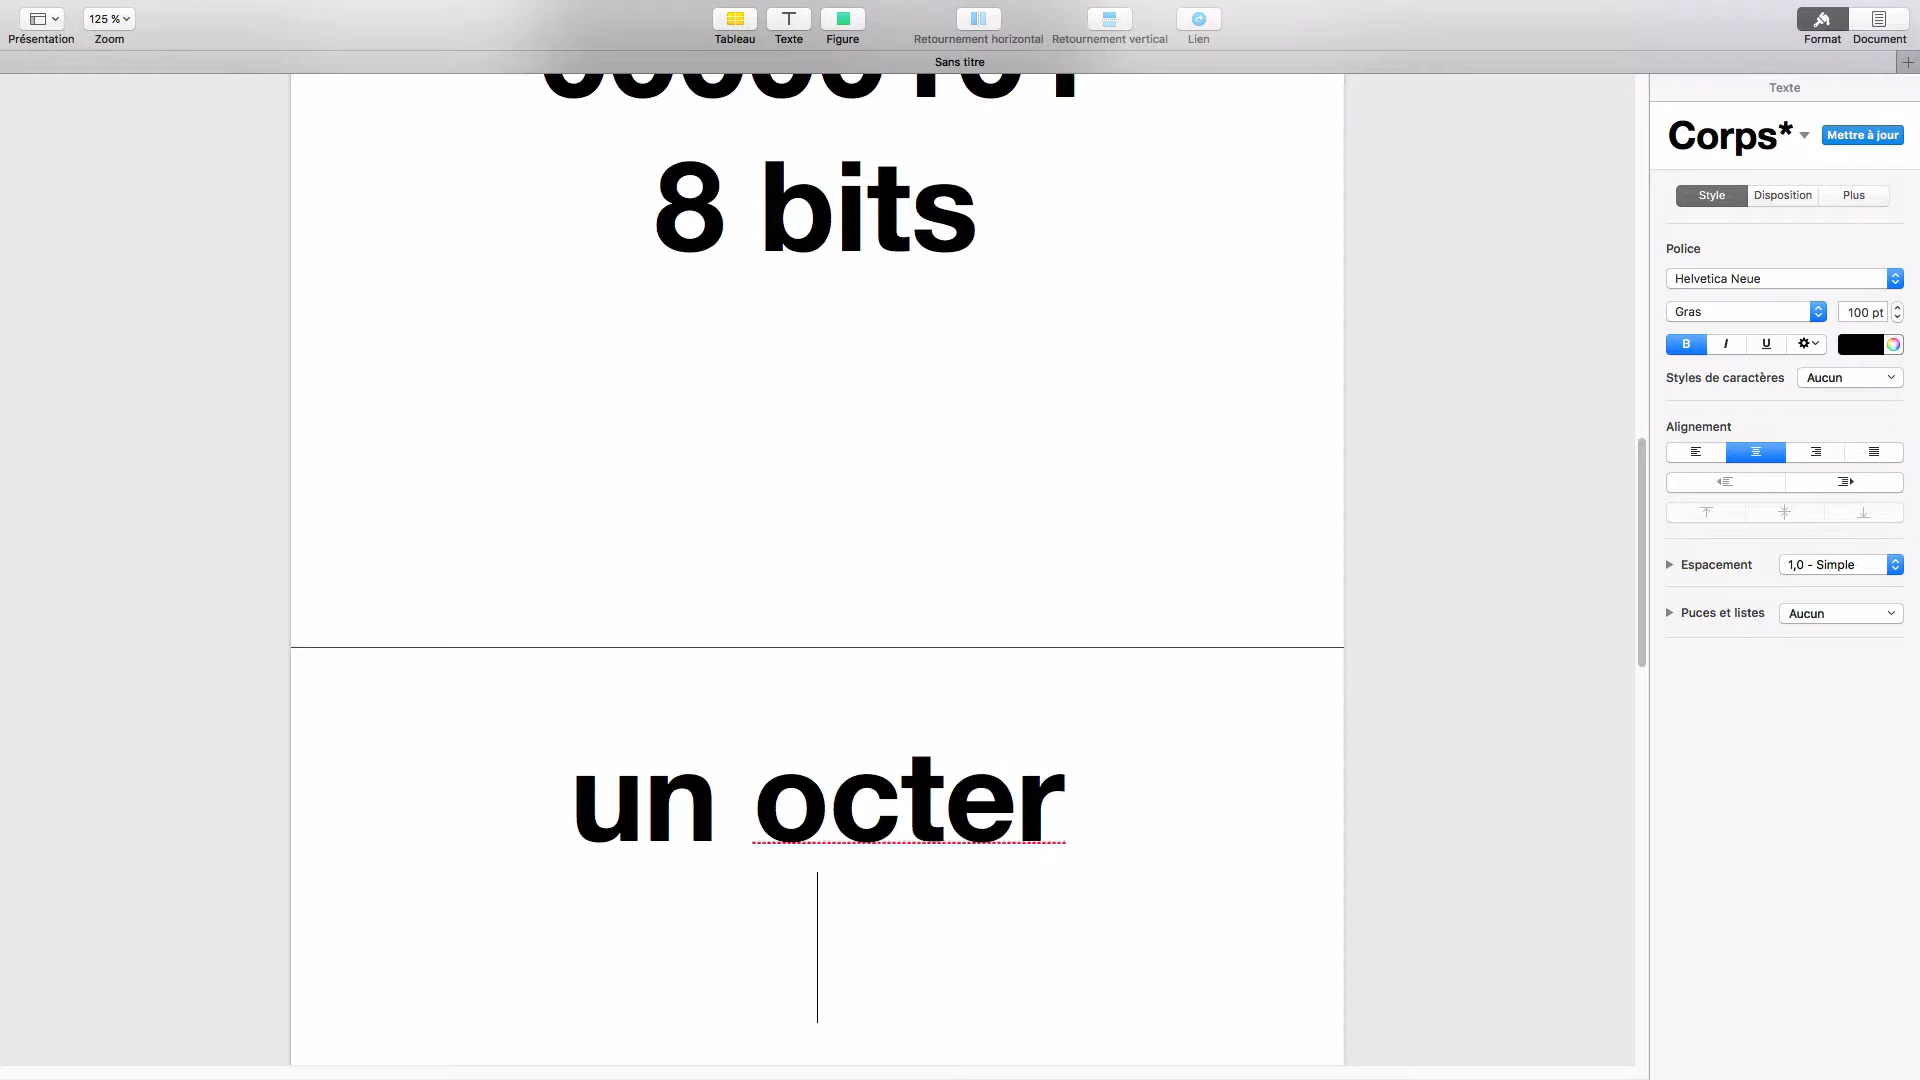 125 %
Présentation
Zoom
Tableau
Texte
Figure
Retournement horizontal
Retournement vertical
Lien
Format
Document
Sans titre
Texte
Corps*
Mettre à jour
Style
Disposition
Plus
Police
Helvetica Neue
Gras
100 pt
B
I
U
Styles de caractères
Aucun
Alignement
Espacement
1,0 - Simple
Puces et listes
Aucun
00000101
8 bits
un octer